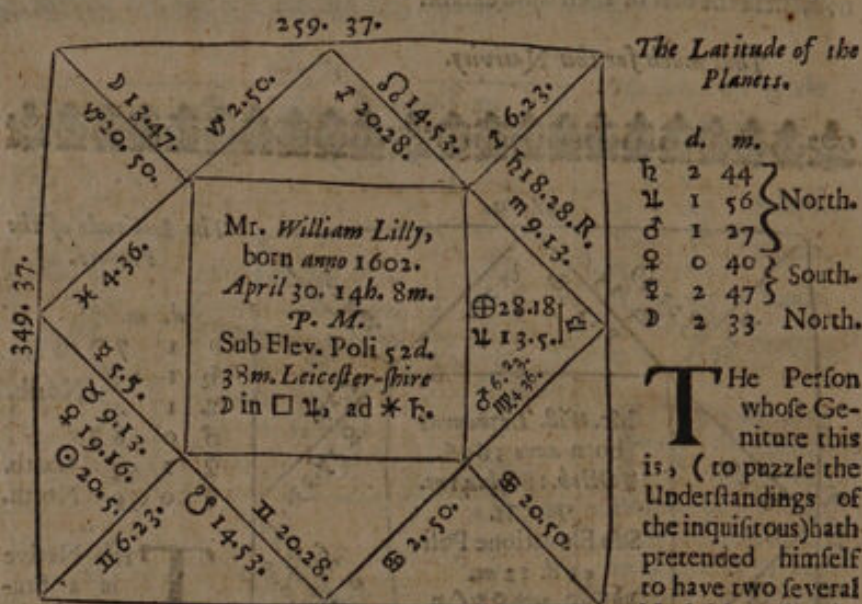 259. 37.
☽ 13.47.
♑ 20. 50.
♑ 2.50.
♐ 20.28.
☊ 14.53.
♐ 6.23.
♄ 18.28. R.
♏ 9.13.
349. 37.
♓ 4.36.
Mr. William Lilly,
born anno 1602.
April 30. 14h. 8m.
P. M.
Sub Elev. Poli 52d.
38m. Leicester-shire
☽ in □ ♃, ad ✶ ♄.
⊕ 28.18
♃ 13.5.
♎
♂ 6.23.
♍ 4.36.
☿ 5.5.
♉ 9.13.
♀ 19.16.
☉ 20.5.
♊ 6.23.
☋ 14.53.
♊ 20.28.
♋ 2.50.
♋ 20.50.
The Latitude of the
Planets.
d. m.
♄ 2 44
♃ 1 56 North.
♂ 1 27
♀ 0 40
☿ 2 47 South.
☽ 2 33 North.
THe Person
whose Ge-
niture this
is, (to puzzle the
Understandings of
the inquisitous) hath
pretended himself
to have two several